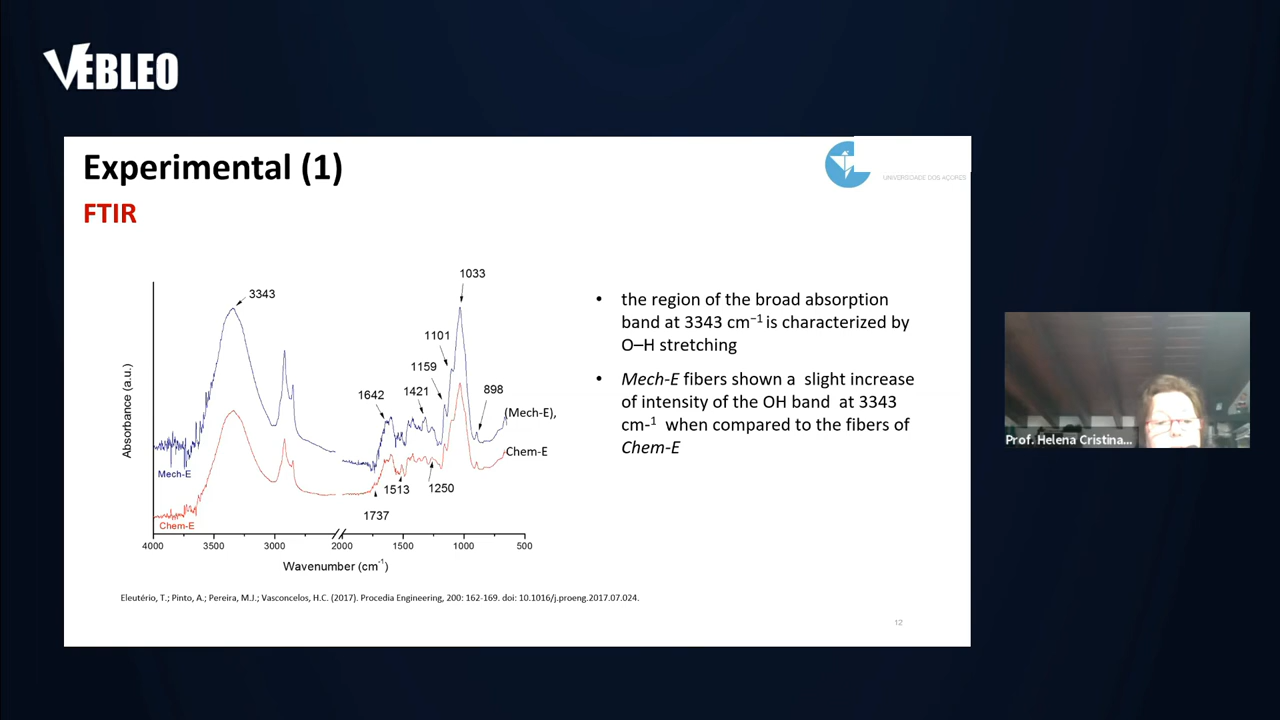 VEBLEO
Experimental (1)
FTIR
UNIVERSIDADE DOS AÇORES
1033
3343
1101
1159
1642
1421
898
(Mech-E),
Chem-E
1513
1250
1737
Mech-E
Chem-E
Absorbance (a.u.)
4000 3500 3000 2000 1500 1000 500
Wavenumber (cm⁻¹)
• the region of the broad absorption
band at 3343 cm⁻¹ is characterized by
O–H stretching
• Mech-E fibers shown a slight increase
of intensity of the OH band at 3343
cm-¹ when compared to the fibers of
Chem-E
Eleutério, T.; Pinto, A.; Pereira, M.J.; Vasconcelos, H.C. (2017). Procedia Engineering, 200: 162-169. doi: 10.1016/j.proeng.2017.07.024.
12
Prof. Helena Cristina...